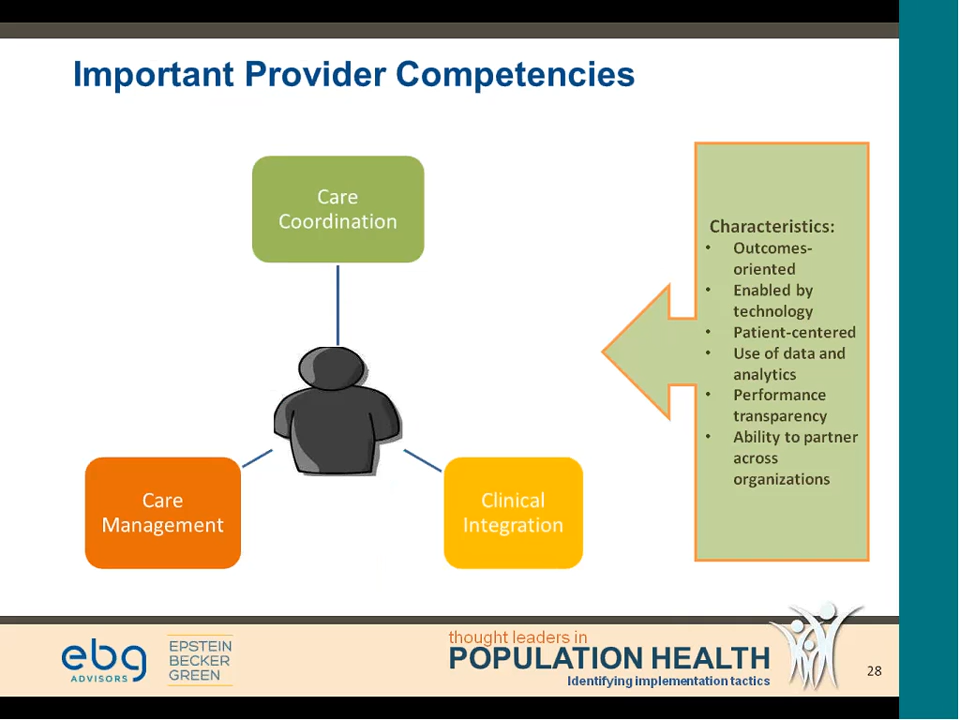 Important Provider Competencies
Care
Coordination
Care
Management
Clinical
Integration
Characteristics:
• Outcomes-
oriented
• Enabled by
technology
• Patient-centered
• Use of data and
analytics
• Performance
transparency
• Ability to partner
across
organizations
ebg
ADVISORS
EPSTEIN
BECKER
GREEN
thought leaders in
POPULATION HEALTH
Identifying implementation tactics
28